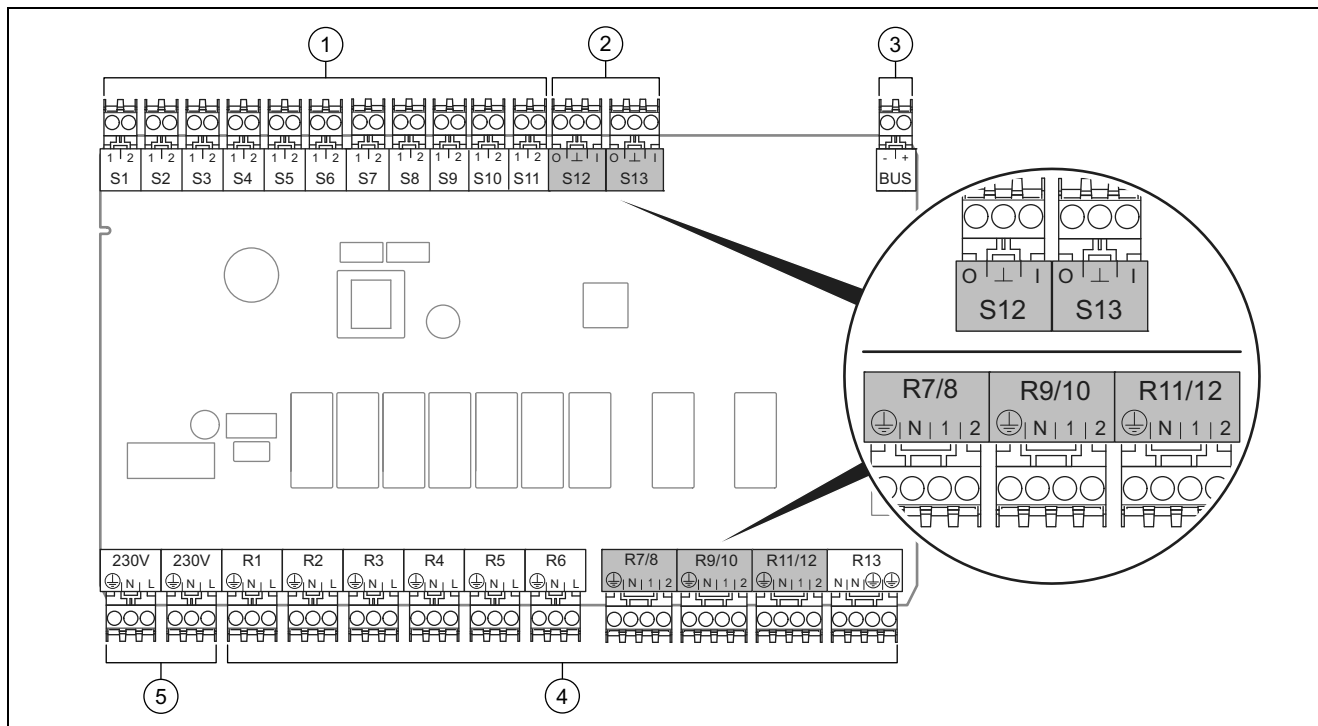 1 2 3
1 2 1 2 1 2 1 2 1 2 1 2 1 2 1 2 1 2 1 2 1 2 O ⊥ I O ⊥ I - +
S1 S2 S3 S4 S5 S6 S7 S8 S9 S10 S11 S12 S13 BUS
O ⊥ I O ⊥ I
S12 S13
R7/8 R9/10 R11/12
N 1 2 N 1 2 N 1 2
230V 230V R1 R2 R3 R4 R5 R6 R7/8 R9/10 R11/12 R13
N L N L N L N L N L N L N L N L N 1 2 N 1 2 N 1 2 N N
5 4